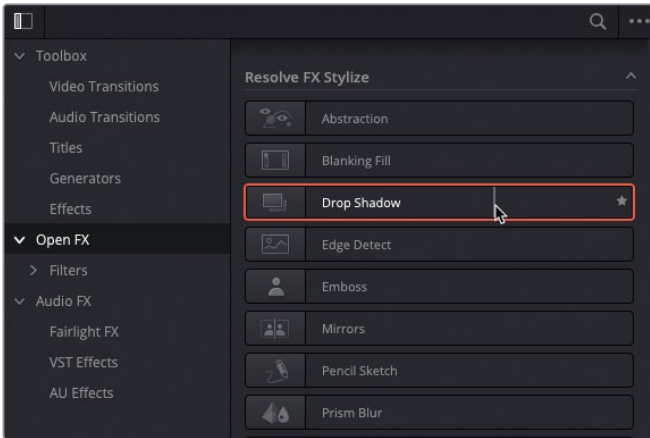 Toolbox
Video Transitions
Audio Transitions
Titles
Generators
Effects
Open FX
Filters
Audio FX
Fairlight FX
VST Effects
AU Effects
Resolve FX Stylize
Abstraction
Blanking Fill
Drop Shadow
Edge Detect
Emboss
Mirrors
Pencil Sketch
Prism Blur